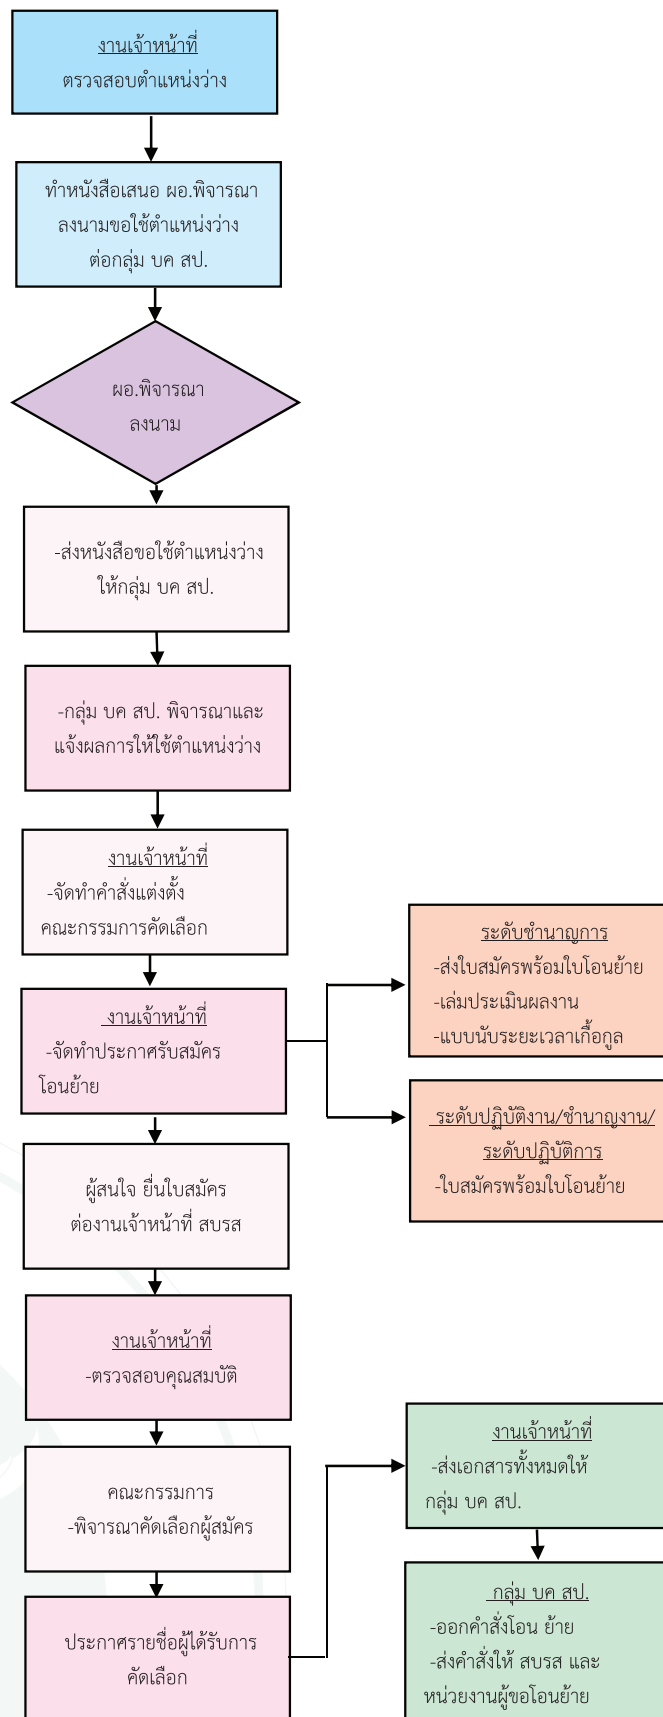 งานเจ้าหน้าที่
ตรวจสอบตำแหน่งว่าง
ทำหนังสือเสนอ ผอ.พิจารณา
ลงนามขอใช้ตำแหน่งว่าง
ต่อกลุ่ม บค สป.
ผอ.พิจารณา
ลงนาม
-ส่งหนังสือขอใช้ตำแหน่งว่าง
ให้กลุ่ม บค สป.
-กลุ่ม บค สป. พิจารณาและ
แจ้งผลการให้ใช้ตำแหน่งว่าง
งานเจ้าหน้าที่
-จัดทำคำสั่งแต่งตั้ง
คณะกรรมการคัดเลือก
งานเจ้าหน้าที่
-จัดทำประกาศรับสมัคร
โอนย้าย
ระดับชำนาญการ
-ส่งใบสมัครพร้อมใบโอนย้าย
-เล่มประเมินผลงาน
-แบบนับระยะเวลาเกื้อกูล
ระดับปฏิบัติงาน/ชำนาญงาน/
ระดับปฏิบัติการ
-ใบสมัครพร้อมใบโอนย้าย
ผู้สนใจ ยื่นใบสมัคร
ต่องานเจ้าหน้าที่ สบรส
งานเจ้าหน้าที่
-ตรวจสอบคุณสมบัติ
คณะกรรมการ
-พิจารณาคัดเลือกผู้สมัคร
ประกาศรายชื่อผู้ได้รับการ
คัดเลือก
งานเจ้าหน้าที่
-ส่งเอกสารทั้งหมดให้
กลุ่ม บค สป.
กลุ่ม บค สป.
-ออกคำสั่งโอน ย้าย
-ส่งคำสั่งให้ สบรส และ
หน่วยงานผู้ขอโอนย้าย